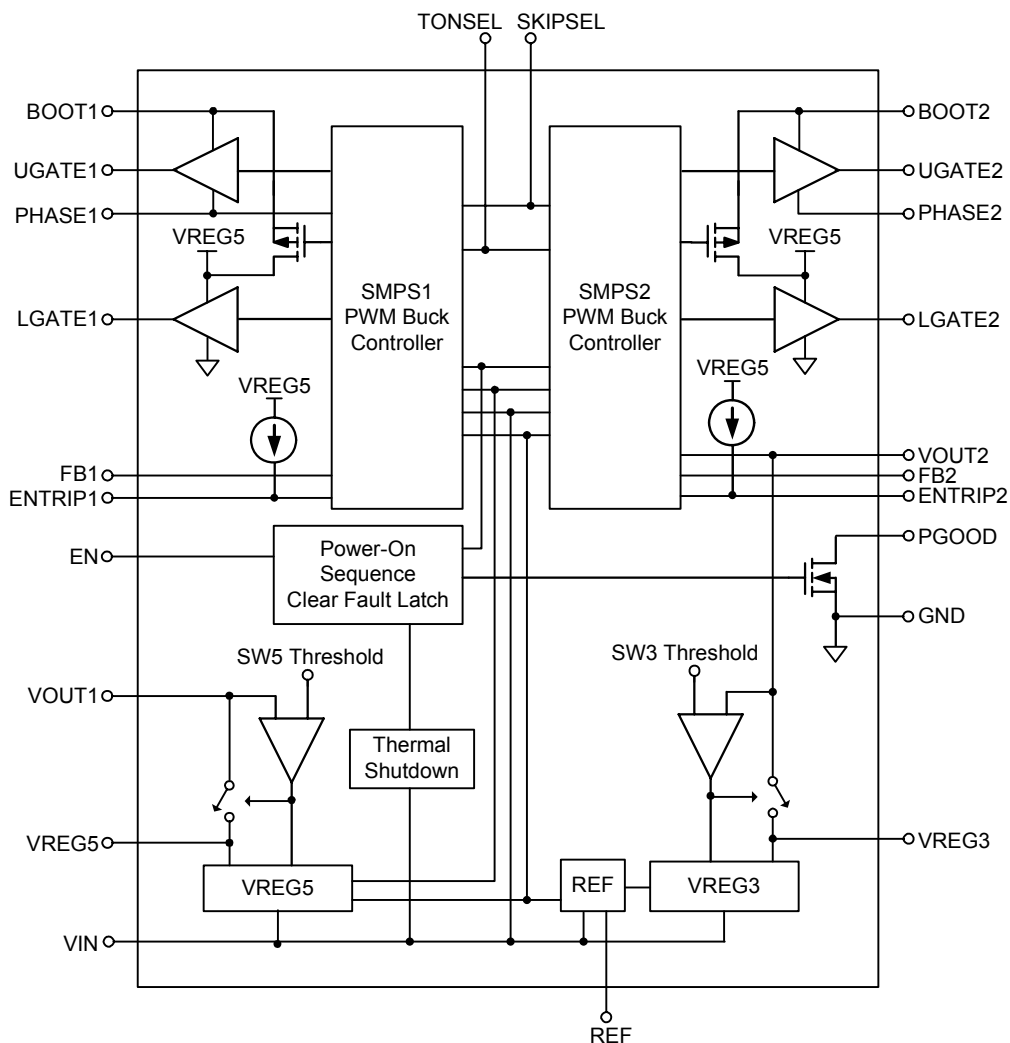 TONSEL SKIPSEL
BOOT1
BOOT2
UGATE1
UGATE2
PHASE1
PHASE2
VREG5
VREG5
SMPS1
PWM Buck
Controller
SMPS2
PWM Buck
Controller
LGATE1
LGATE2
VREG5
VREG5
VOUT2
FB1
FB2
ENTRIP1
ENTRIP2
PGOOD
EN
Power-On
Sequence
Clear Fault Latch
GND
SW5 Threshold
SW3 Threshold
VOUT1
Thermal
Shutdown
VREG5
VREG3
VREG5
REF
VREG3
VIN
REF